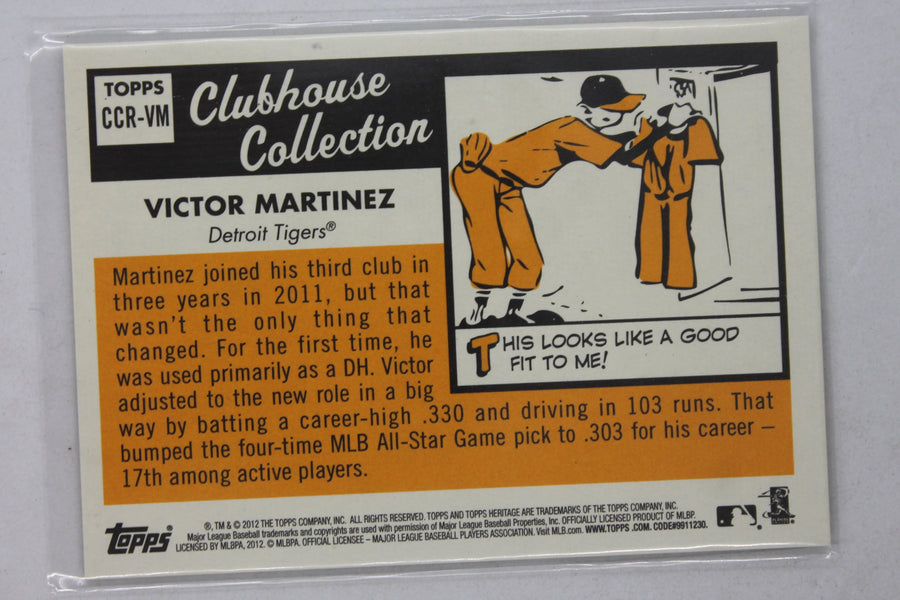 TOPPS
CCR-VM
Clubhouse
Collection
VICTOR MARTINEZ
Detroit Tigers®
Martinez joined his third club in
three years in 2011, but that
wasn't the only thing that
changed. For the first time, he
was used primarily as a DH. Victor
adjusted to the new role in a big
way by batting a career-high .330 and driving in 103 runs. That
bumped the four-time MLB All-Star Game pick to .303 for his career –
17th among active players.
THIS LOOKS LIKE A GOOD
FIT TO ME!
Topps
®, TM & © 2012 THE TOPPS COMPANY, INC. ALL RIGHTS RESERVED. TOPPS AND TOPPS HERITAGE ARE TRADEMARKS OF THE TOPPS COMPANY, INC.
Major League Baseball trademarks and copyrights are used with permission of Major League Baseball Properties, Inc. OFFICIALLY LICENSED PRODUCT OF MLBP.
LICENSED BY MLBPA, 2012. © MLBPA. OFFICIAL LICENSEE – MAJOR LEAGUE BASEBALL PLAYERS ASSOCIATION. Visit MLB.com. WWW.TOPPS.COM. CODE#9911230.